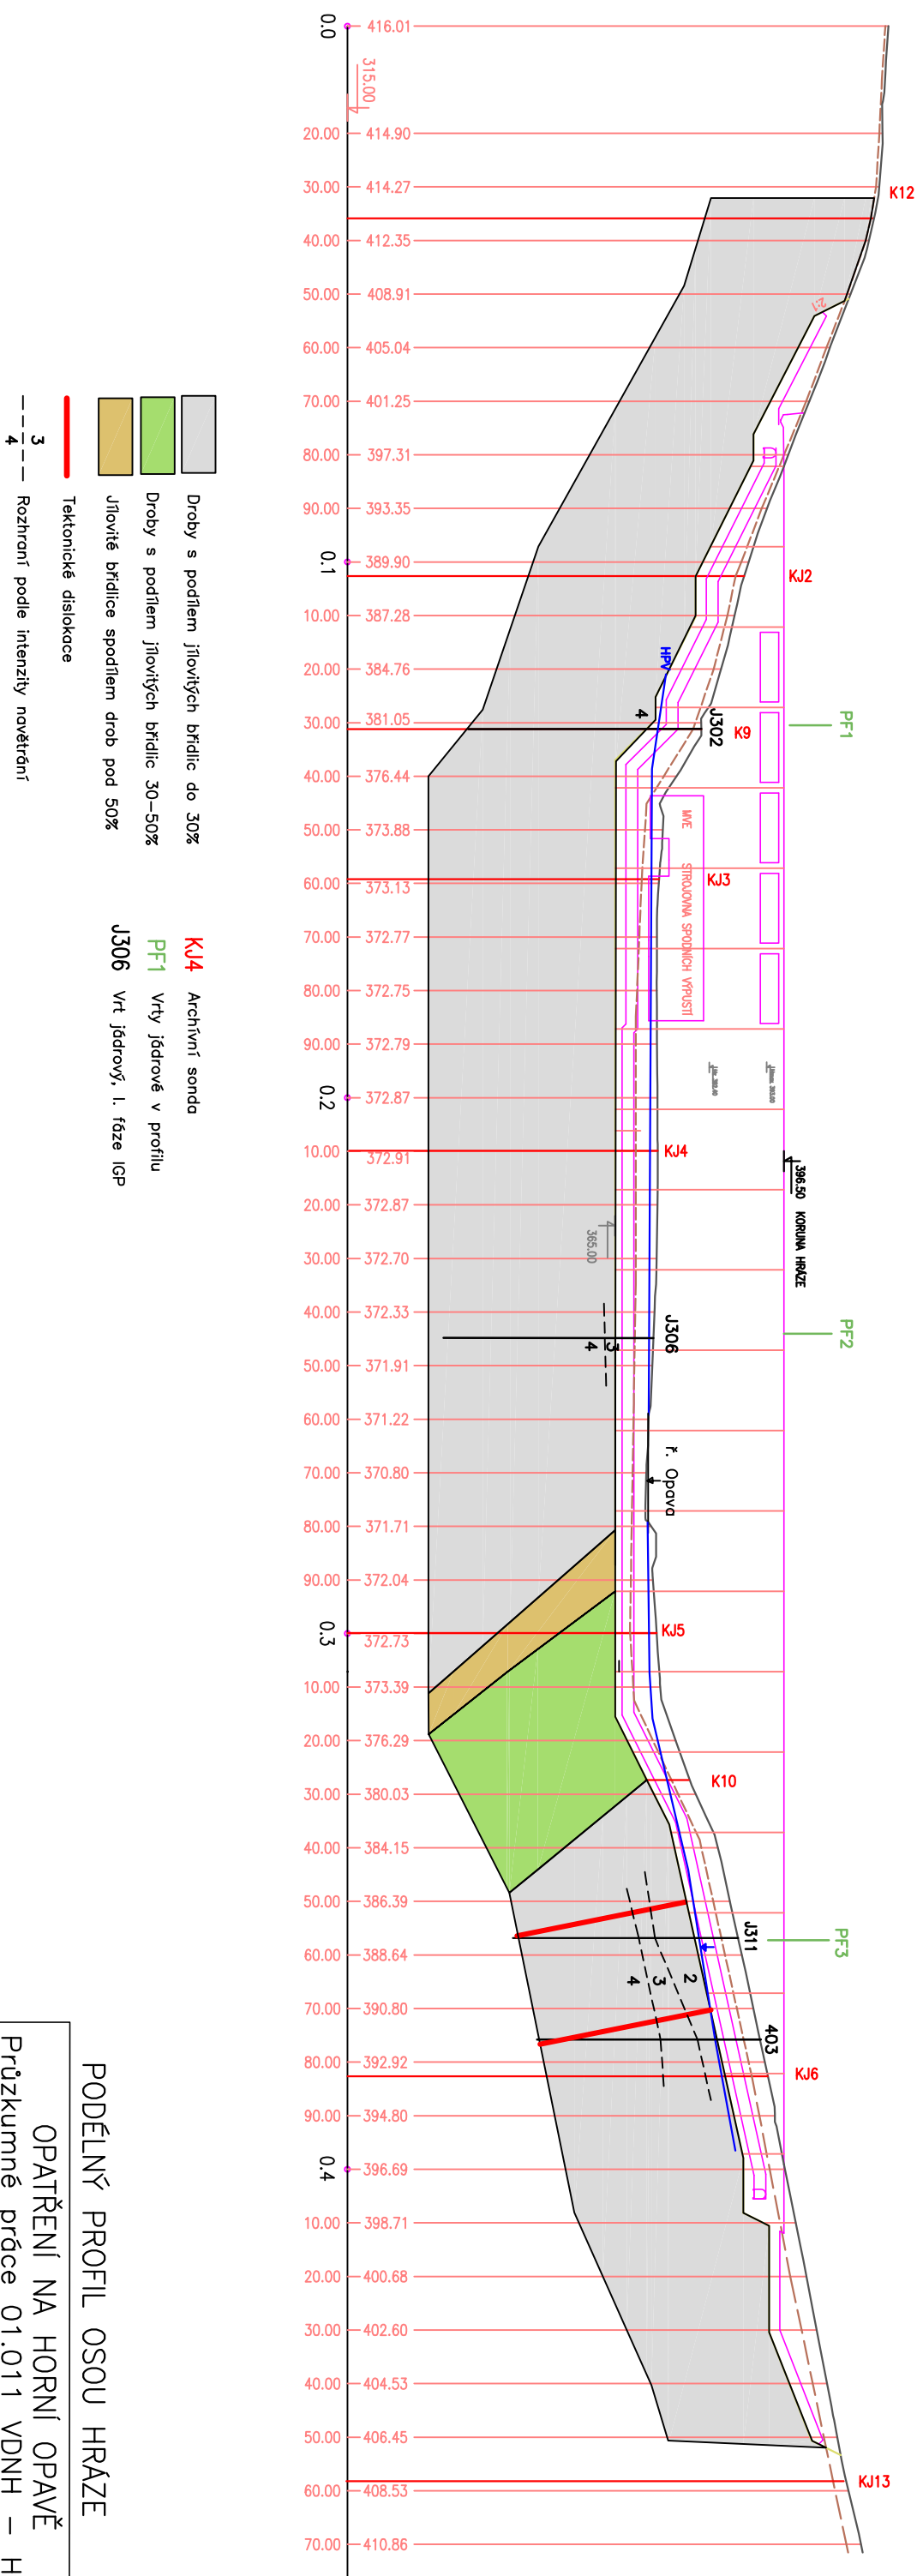 0.0
416.01
315.00
20.00 414.90
30.00 414.27
K12
40.00 412.35
50.00 408.91
2:1
60.00 405.04
70.00 401.25
80.00 397.31
90.00 393.35
0.1
389.90
KJ2
10.00 387.28
20.00 384.76
HPV
30.00 381.05
4
J302
K9
PF1
40.00 376.44
50.00 373.88
MVE STROJOVNA SPODNÍCH VÝPUSTÍ
60.00 373.13
KJ3
70.00 372.77
80.00 372.75
90.00 372.79
0.2
372.87
10.00 372.91
KJ4
396.50 KORUNA HRÁZE
20.00 372.87
365.00
30.00 372.70
40.00 372.33
J306
PF2
3
4
50.00 371.91
60.00 371.22
ř. Opava
70.00 370.80
80.00 371.71
90.00 372.04
0.3
372.73
KJ5
10.00 373.39
20.00 376.29
K10
30.00 380.03
40.00 384.15
50.00 386.39
J311
PF3
60.00 388.64
2
3
4
70.00 390.80
403
80.00 392.92
KJ6
90.00 394.80
0.4
396.69
10.00 398.71
20.00 400.68
30.00 402.60
40.00 404.53
50.00 406.45
KJ13
60.00 408.53
70.00 410.86
Droby s podílem jílovitých břidlic do 30%
Droby s podílem jílovitých břidlic 30-50%
Jílovité břidlice spodílem drob pod 50%
Tektonické dislokace
3
4
Rozhraní podle intenzity navětrání
KJ4 Archívní sonda
PF1 Vrty jádrové v profilu
J306 Vrt jádrový, I. fáze IGP
PODÉLNÝ PROFIL OSOU HRÁZE
OPATŘENÍ NA HORNÍ OPAVĚ
Průzkumné práce 01.011 VDNH – H